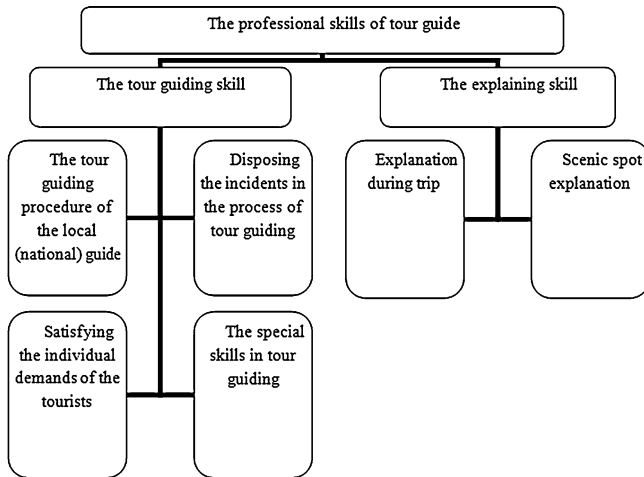 The professional skills of tour guide
The tour guiding skill
The explaining skill
The tour
guiding
procedure of
the local
(national) guide
Disposing
the incidents in
the process of
tour guiding
Explanation
during trip
Scenic spot
explanation
Satisfying
the individual
demands of the
tourists
The special
skills in tour
guiding